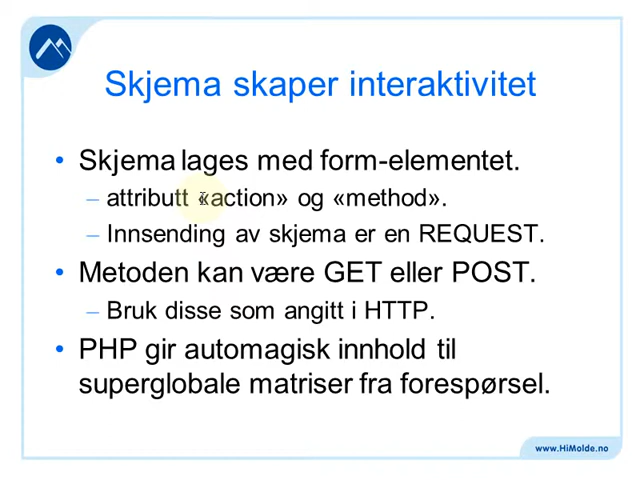 Skjema skaper interaktivitet
• Skjema lages med form-elementet.
– attributt «action» og «method».
– Innsending av skjema er en REQUEST.
• Metoden kan være GET eller POST.
– Bruk disse som angitt i HTTP.
• PHP gir automagisk innhold til
superglobale matriser fra forespørsel.
www.HiMolde.no